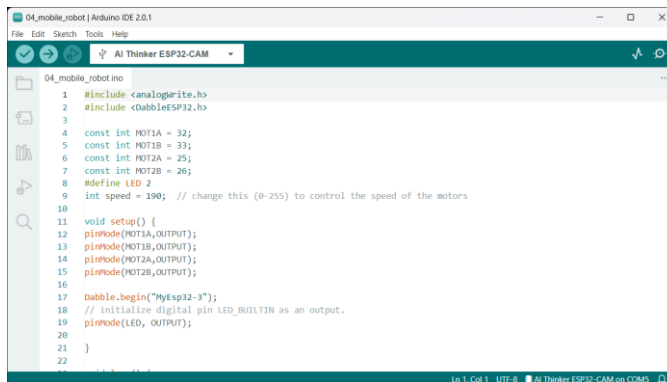 04_mobile_robot | Arduino IDE 2.0.1
File Edit Sketch Tools Help
AI Thinker ESP32-CAM
04_mobile_robot.ino
1 #include <analogWrite.h>
2 #include <DabbleESP32.h>
3
4 const int MOT1A = 32;
5 const int MOT1B = 33;
6 const int MOT2A = 25;
7 const int MOT2B = 26;
8 #define LED 2
9 int speed = 190;  // change this (0-255) to control the speed of the motors
10
11 void setup() {
12 pinMode(MOT1A,OUTPUT);
13 pinMode(MOT1B,OUTPUT);
14 pinMode(MOT2A,OUTPUT);
15 pinMode(MOT2B,OUTPUT);
16
17 Dabble.begin("MyEsp32-3");
18 // initialize digital pin LED_BUILTIN as an output.
19 pinMode(LED, OUTPUT);
20
21 }
22
Ln 1, Col 1 UTF-8 AI Thinker ESP32-CAM on COM5